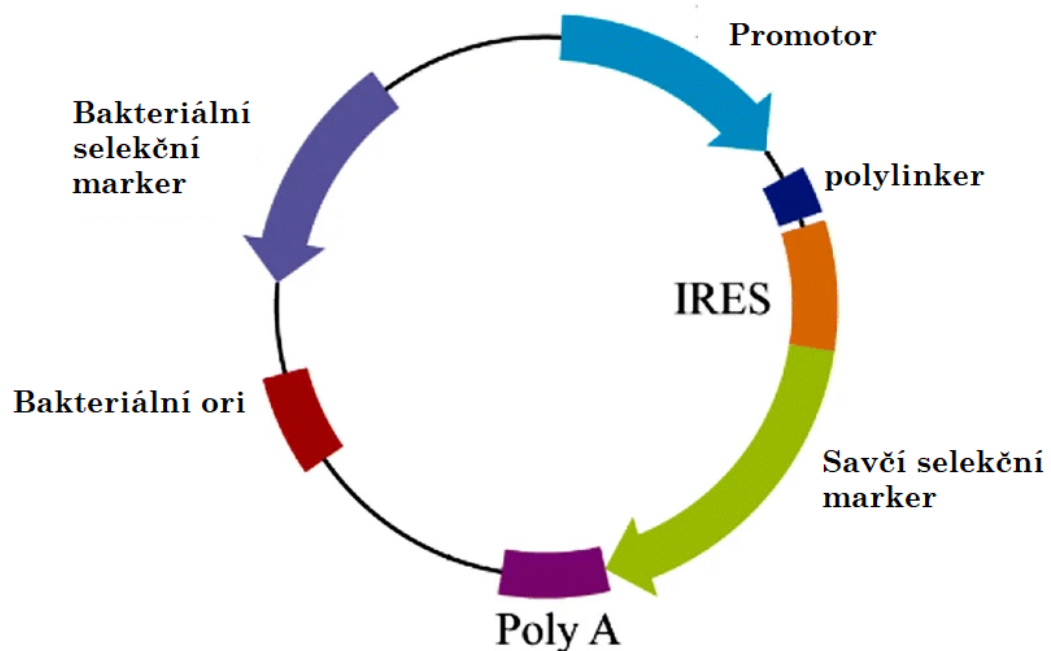 Promotor
Bakteriální
selekční
marker
polylinker
IRES
Bakteriální ori
Savčí selekční
marker
Poly A